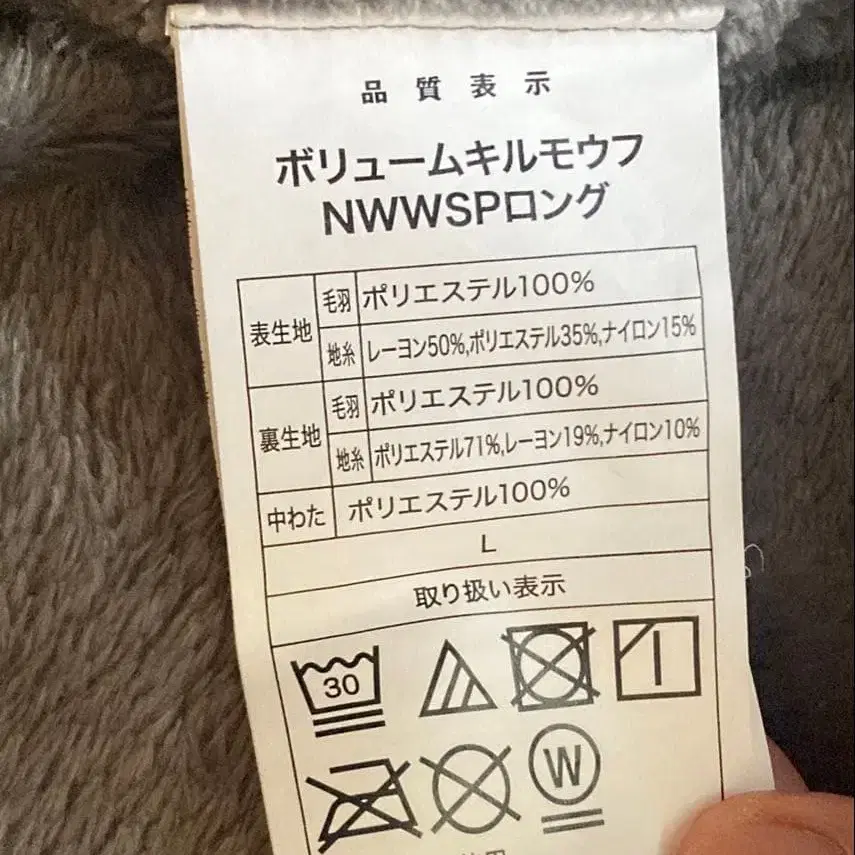 品質表示
ボリュームキルモウフ
NWWSPロング
表生地 毛羽 ポリエステル100%
地糸 レーヨン50%,ポリエステル35%,ナイロン15%
裏生地 毛羽 ポリエステル100%
地糸 ポリエステル71%,レーヨン19%,ナイロン10%
中わた ポリエステル100%
L
取り扱い表示
30
W